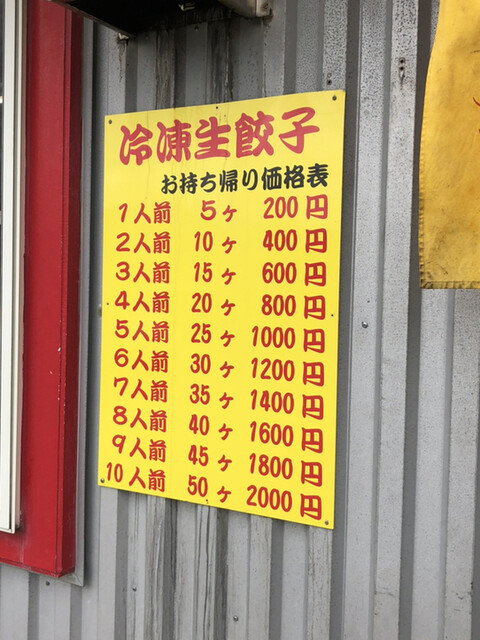 冷凍生餃子
お持ち帰り価格表
1人前 5ヶ 200円
2人前 10ヶ 400円
3人前 15ヶ 600円
4人前 20ヶ 800円
5人前 25ヶ 1000円
6人前 30ヶ 1200円
7人前 35ヶ 1400円
8人前 40ヶ 1600円
9人前 45ヶ 1800円
10人前 50ヶ 2000円